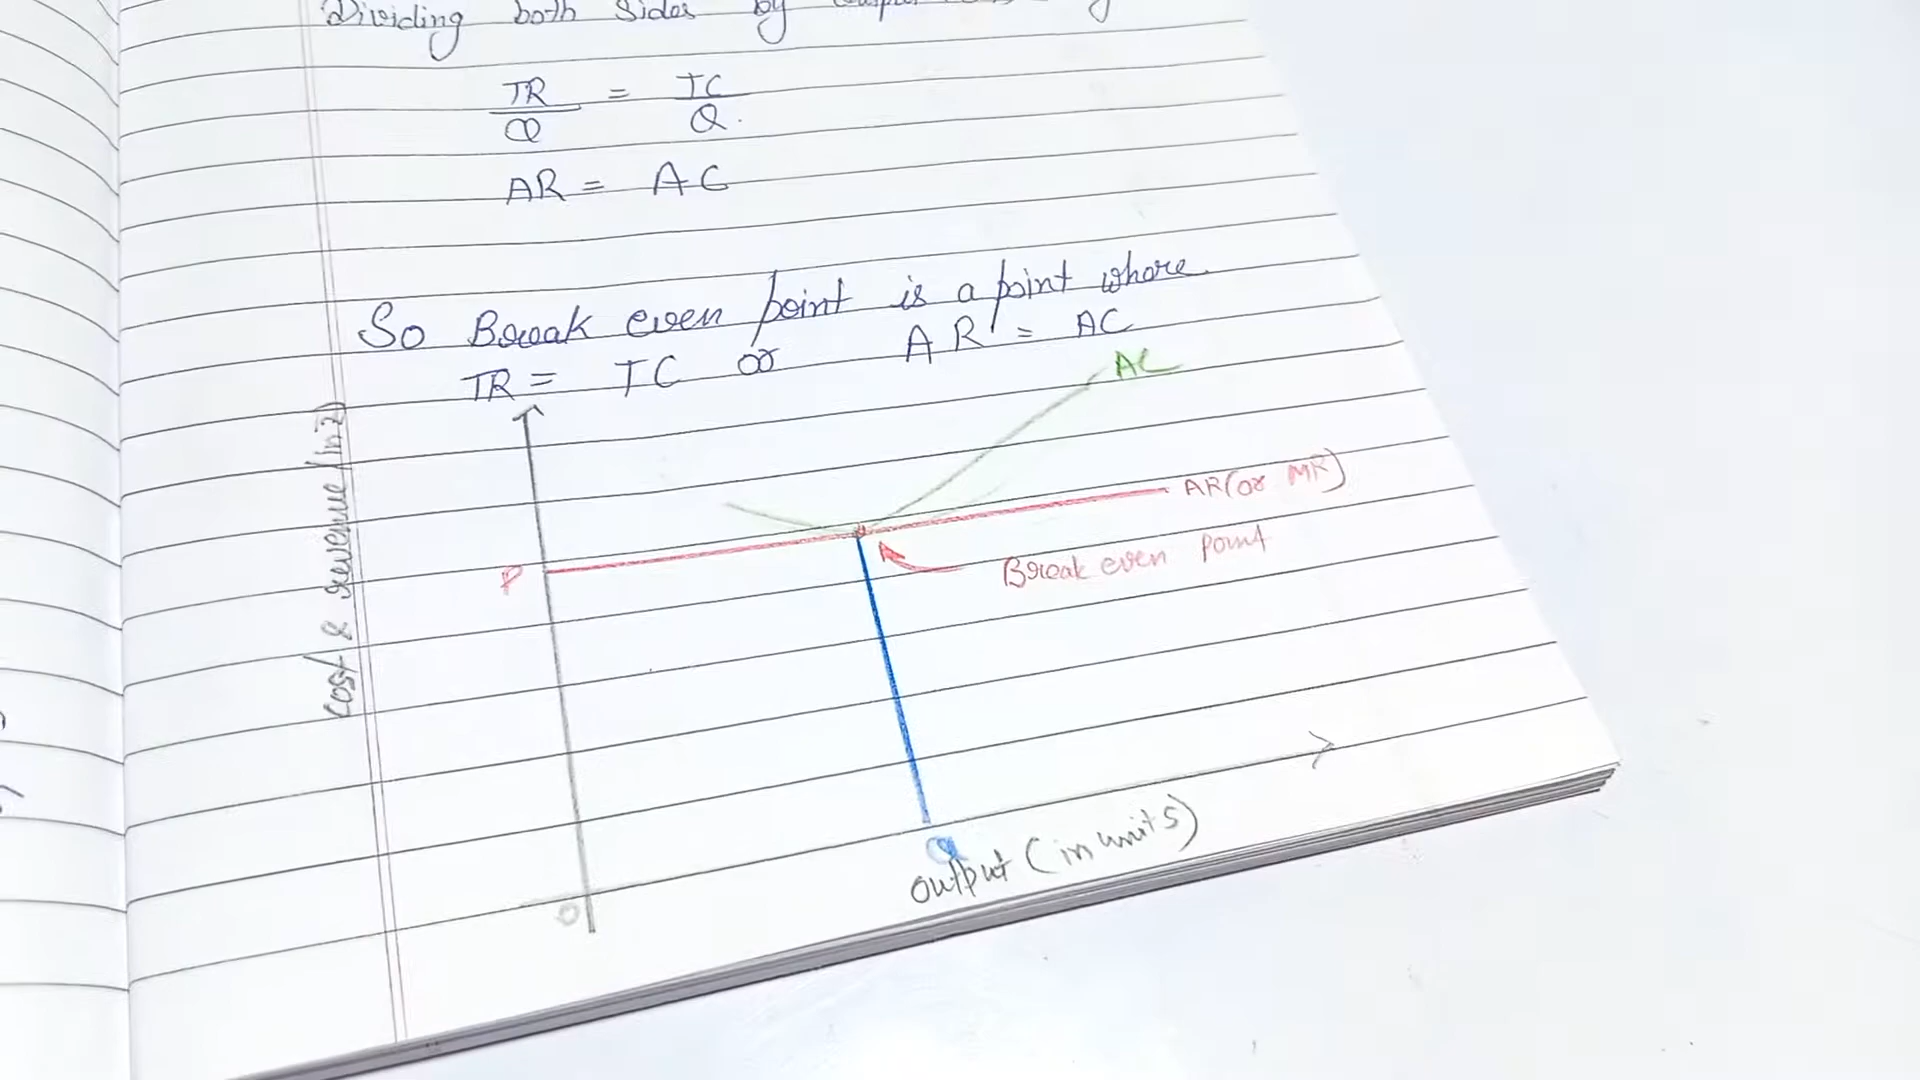 Dividing both sides by
TR = TC
Q Q.
AR = AC
So Break even point is a point where
TR = TC or AR = AC
AC
AR (or MR)
P
Break even point
cost & revenue (in ₹)
Q
output (in units)
O